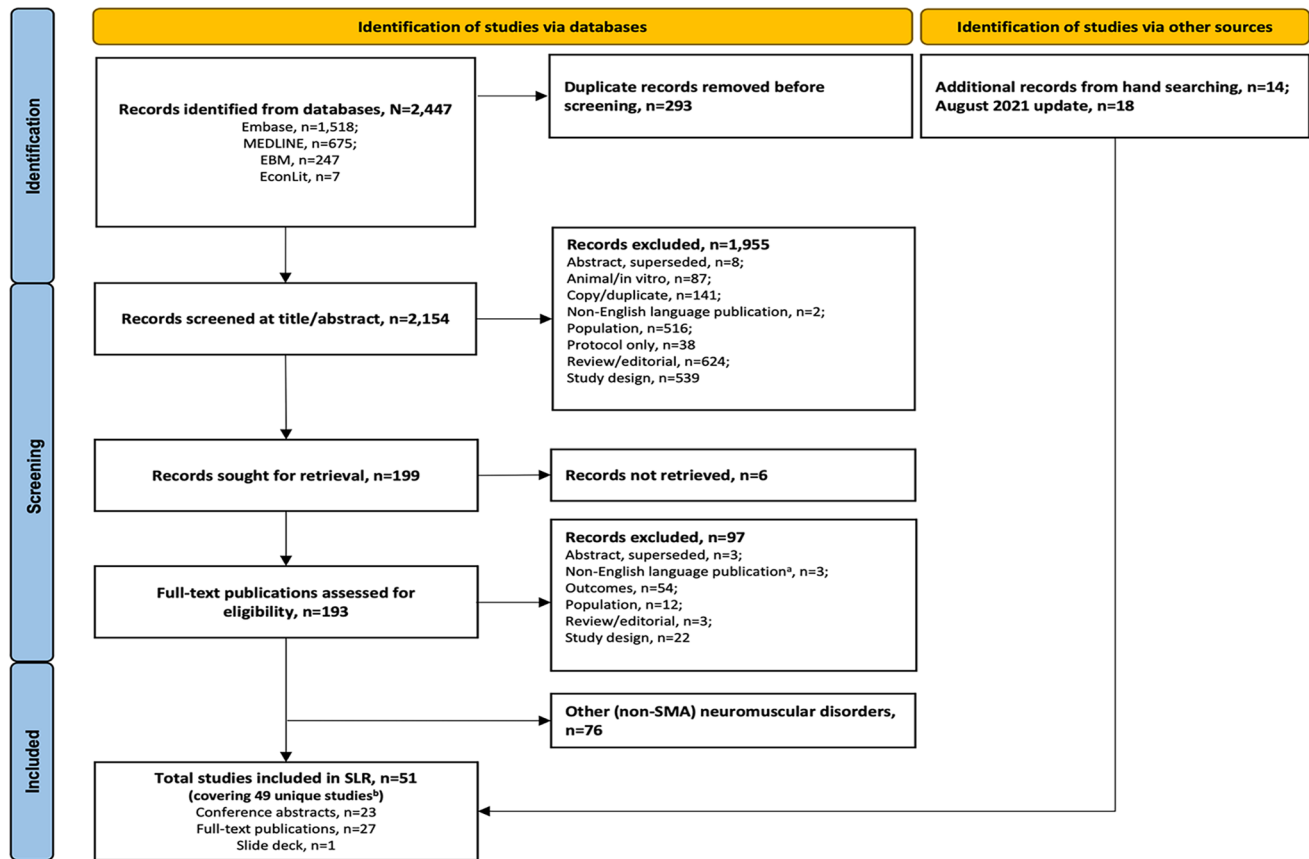 Identification of studies via databases
Identification of studies via other sources
Identification
Records identified from databases, N=2,447
Embase, n=1,518;
MEDLINE, n=675;
EBM, n=247
EconLit, n=7
Duplicate records removed before
screening, n=293
Additional records from hand searching, n=14;
August 2021 update, n=18
Screening
Records screened at title/abstract, n=2,154
Records excluded, n=1,955
Abstract, superseded, n=8;
Animal/in vitro, n=87;
Copy/duplicate, n=141;
Non-English language publication, n=2;
Population, n=516;
Protocol only, n=38
Review/editorial, n=624;
Study design, n=539
Records sought for retrieval, n=199
Records not retrieved, n=6
Full-text publications assessed for
eligibility, n=193
Records excluded, n=97
Abstract, superseded, n=3;
Non-English language publicationᵃ, n=3;
Outcomes, n=54;
Population, n=12;
Review/editorial, n=3;
Study design, n=22
Included
Other (non-SMA) neuromuscular disorders,
n=76
Total studies included in SLR, n=51
(covering 49 unique studiesᵇ)
Conference abstracts, n=23
Full-text publications, n=27
Slide deck, n=1